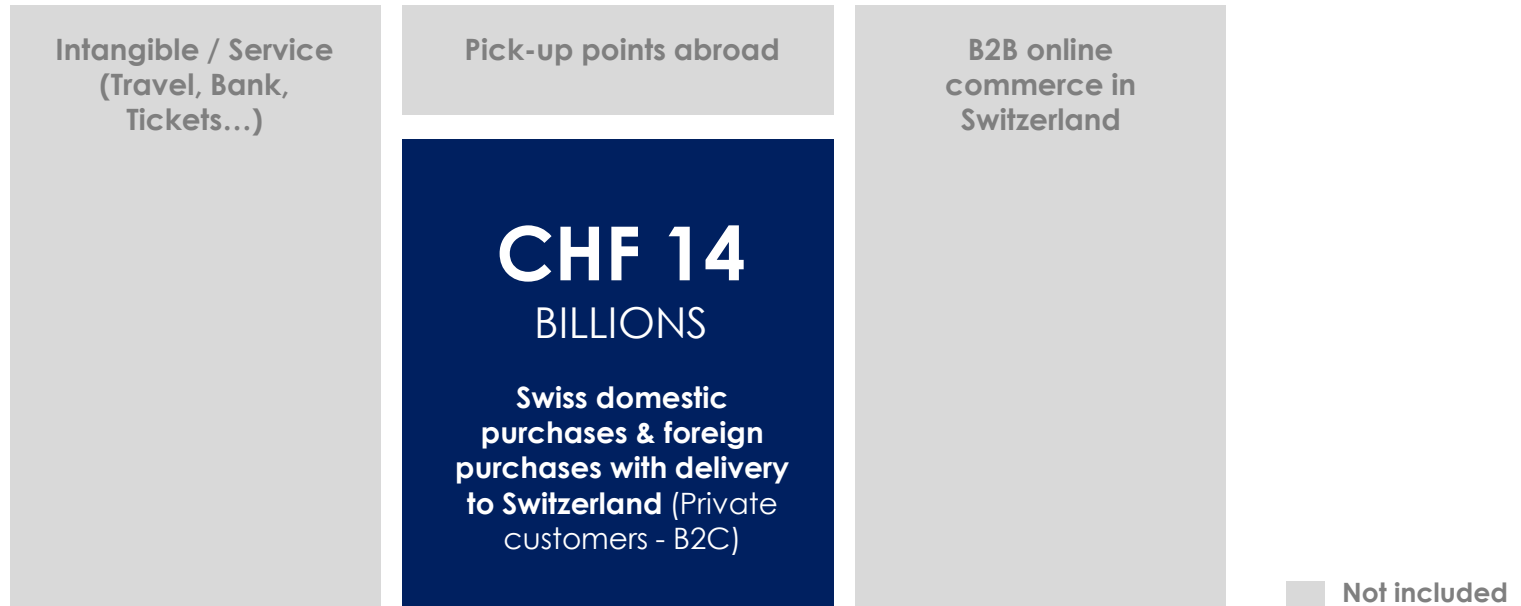 Intangible / Service
(Travel, Bank,
Tickets…)
Pick-up points abroad
B2B online
commerce in
Switzerland
CHF 14
BILLIONS
Swiss domestic
purchases & foreign
purchases with delivery
to Switzerland (Private
customers - B2C)
Not included